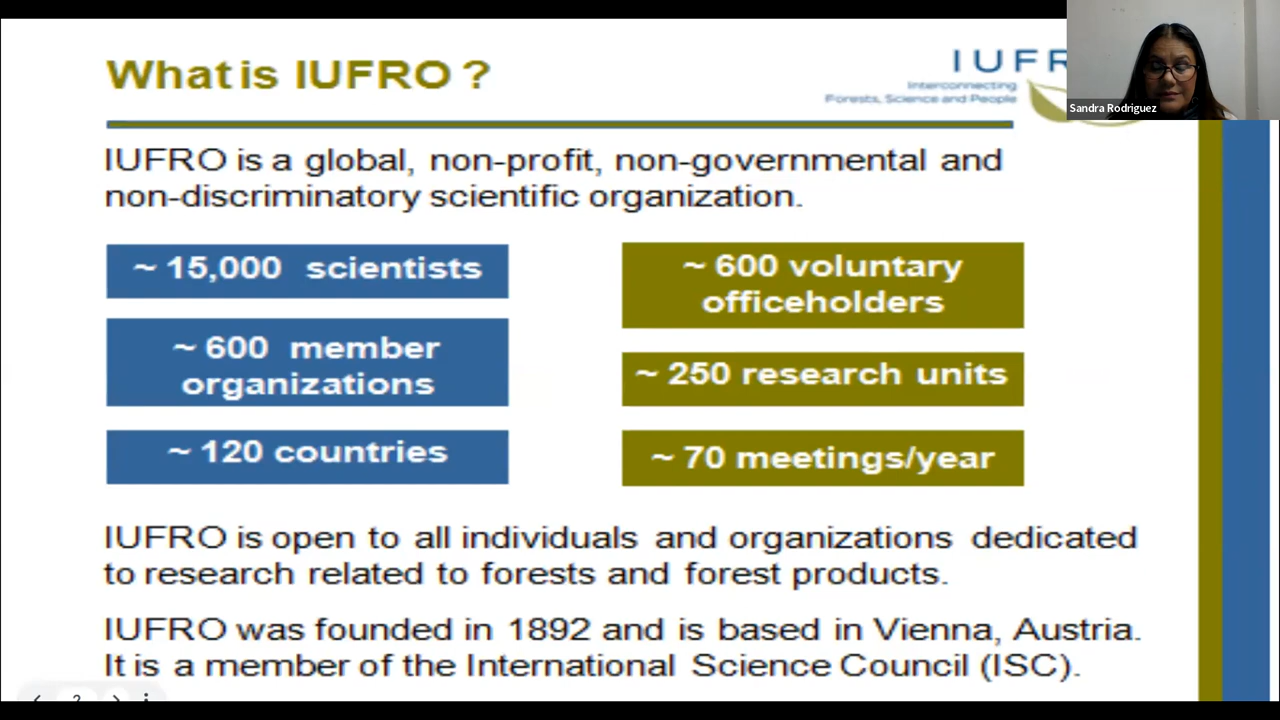 What is IUFRO ?
IUFR
Interconnecting
Forests, Science and People
Sandra Rodriguez
IUFRO is a global, non-profit, non-governmental and
non-discriminatory scientific organization.
~ 15,000 scientists
~ 600 member
organizations
~ 120 countries
~ 600 voluntary
officeholders
~ 250 research units
~ 70 meetings/year
IUFRO is open to all individuals and organizations dedicated
to research related to forests and forest products.
IUFRO was founded in 1892 and is based in Vienna, Austria.
It is a member of the International Science Council (ISC).
2